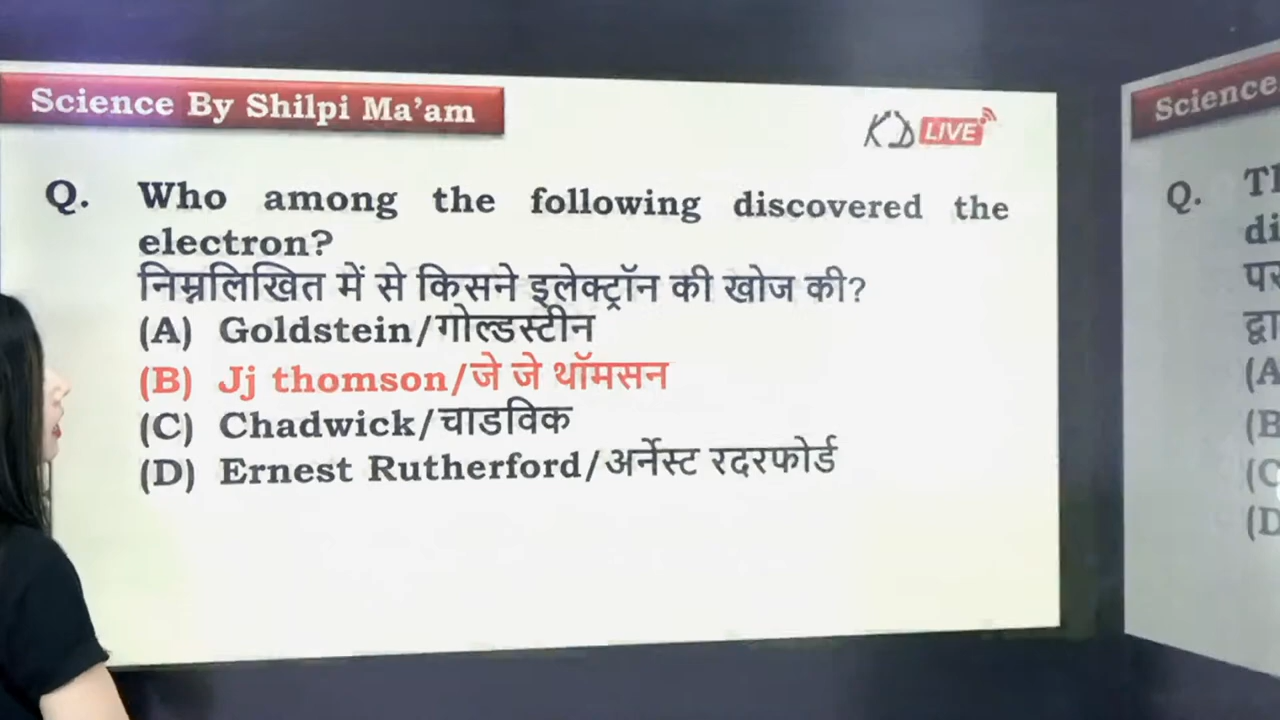 Science By Shilpi Ma'am
KD LIVE
Q. Who among the following discovered the
electron?
निम्नलिखित में से किसने इलेक्ट्रॉन की खोज की?
(A) Goldstein/गोल्डस्टीन
(B) Jj thomson/जे जे थॉमसन
(C) Chadwick/चाडविक
(D) Ernest Rutherford/अर्नेस्ट रदरफोर्ड
Science
Q.
(A
(B
(C
(D